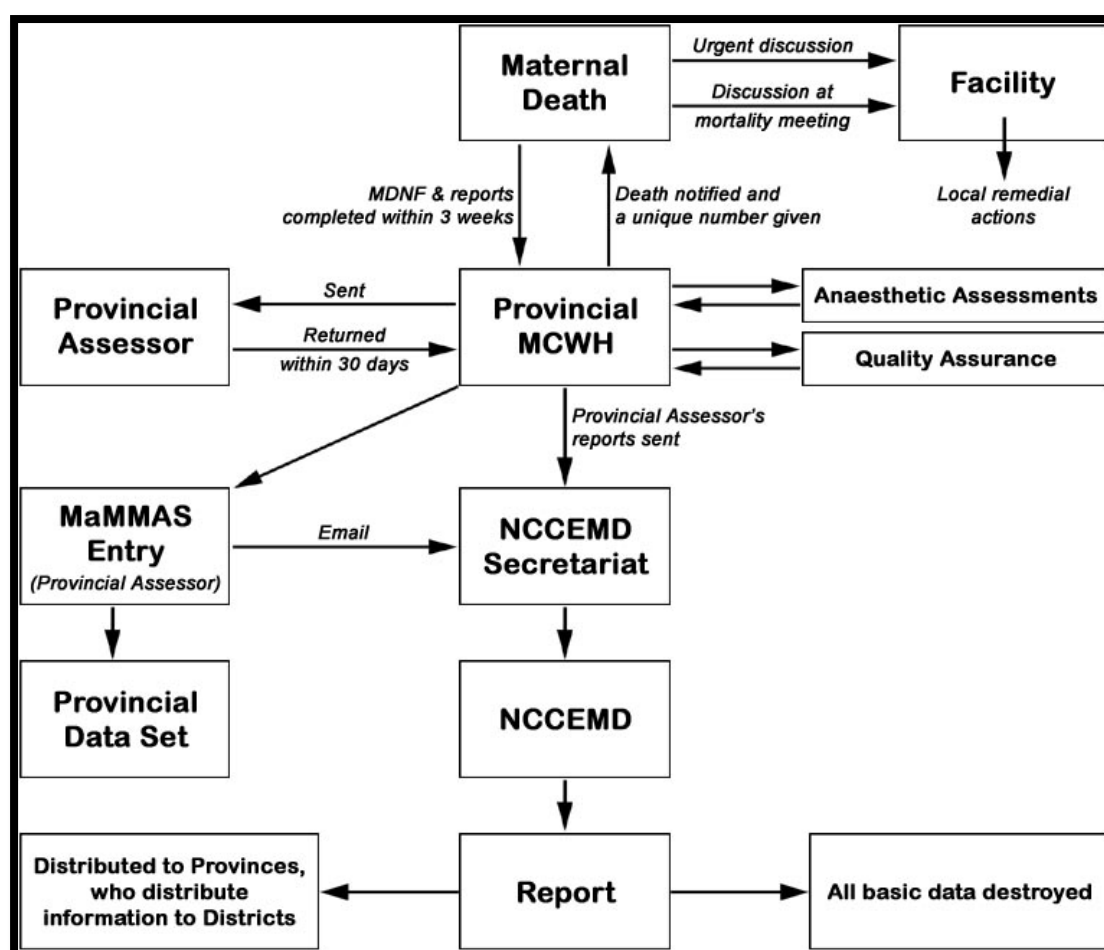 Maternal
Death
Urgent discussion
Discussion at
mortality meeting
Facility
MDNF & reports
completed within 3 weeks
Death notified and
a unique number given
Local remedial
actions
Provincial
Assessor
Sent
Returned
within 30 days
Provincial
MCWH
Anaesthetic Assessments
Quality Assurance
Provincial Assessor's
reports sent
MaMMAS
Entry
(Provincial Assessor)
Email
NCCEMD
Secretariat
Provincial
Data Set
NCCEMD
Distributed to Provinces,
who distribute
information to Districts
Report
All basic data destroyed